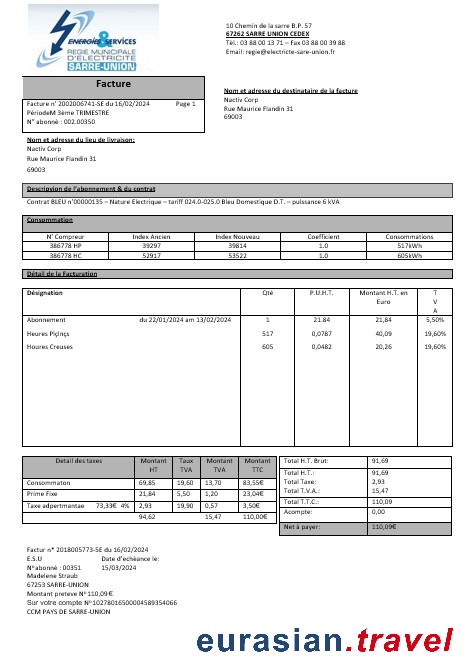 ENERGIES & SERVICES
REGIE MUNICIPALE
D'ELECTRICITE
SARRE-UNION
10 Chemin de la sarre B.P. 57
67262 SARRE UNION CEDEX
Tél.: 03 88 00 13 71 – Fax 03 88 00 39 88
Email: regie@electricte-sare-union.fr
Facture
Facture n' 2002006741-SE du 16/02/2024 Page 1
PériodeM 3ème TRIMESTRE
N° abonné : 002.00350
Nom et adresse du destinataire de la facture
Nactiv Corp
Rue Maurice Flandin 31
69003
Nom et adresse du lieu de livraison:
Nactiv Corp
Rue Maurice Flandin 31
69003
Descripvion de l'abonnement & du contrat
Contrat BLEU n'00000135 – Nature Electrique – tariff 024.0-025.0 Bleu Domestique D.T. – pulssance 6 kVA
Consommation
N° Compreur Index Ancien Index Nouveau Coefficient Consommations
386778 HP 39297 39814 1.0 517kWh
386778 HC 52917 53522 1.0 605kWh
Détail de la Facturation
Désignation Qté P.U.H.T. Montant H.T. en Euro T V A
Abonnement du 22/01/2024 am 13/02/2024 1 21.84 21,84 5,50%
Heures Piçinçs 517 0,0787 40,09 19,60%
Houres Creuses 605 0,0482 20,26 19,60%
Detail des taxes Montant HT Taux TVA Montant TVA Montant TTC
Consommaton 69,85 19,60 13,70 83,55€
Prime Fixe 21,84 5,50 1,20 23,04€
Taxe adpertmantae 73,33€ 4% 2,93 19,90 0,57 3,50€
94,62 15,47 110,00€
Total H.T. Brut: 91,69
Total H.T.: 91,69
Total Taxe: 2,93
Total T.V.A.: 15,47
Total T.T.C.: 110,09
Acompte: 0,00
Net à payer: 110,09€
Factur n° 2018005773-SE du 16/02/2024
E.S.U Date d'echèance le:
N°abonné : 00351 15/03/2024
Madelene Straub
67253 SARRE-UNION
Montant preteve N°110,09€
Sur votre compte N°10278016500004589354066
CCM PAYS DE SARRE-UNION
eurasian.travel